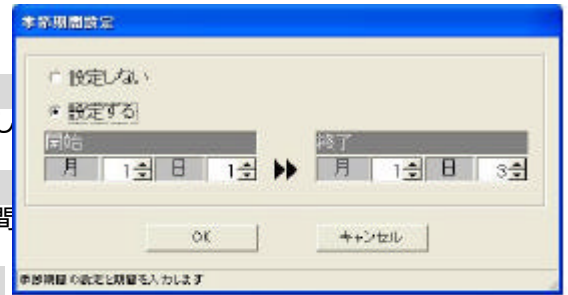 季節期間設定
設定しない
設定する
開始 終了
月 1 日 1 月 1 日 3
OK キャンセル
季節期間の設定と期間を入力します
し
間